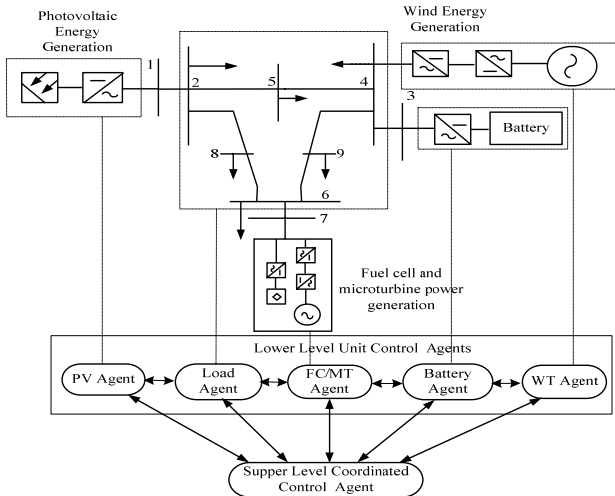 Photovoltaic
Energy
Generation
Wind Energy
Generation
1
2
5
4
3
Battery
8
9
6
7
Fuel cell and
microturbine power
generation
Lower Level Unit Control Agents
PV Agent
Load
Agent
FC/MT
Agent
Battery
Agent
WT Agent
Supper Level Coordinated
Control Agent